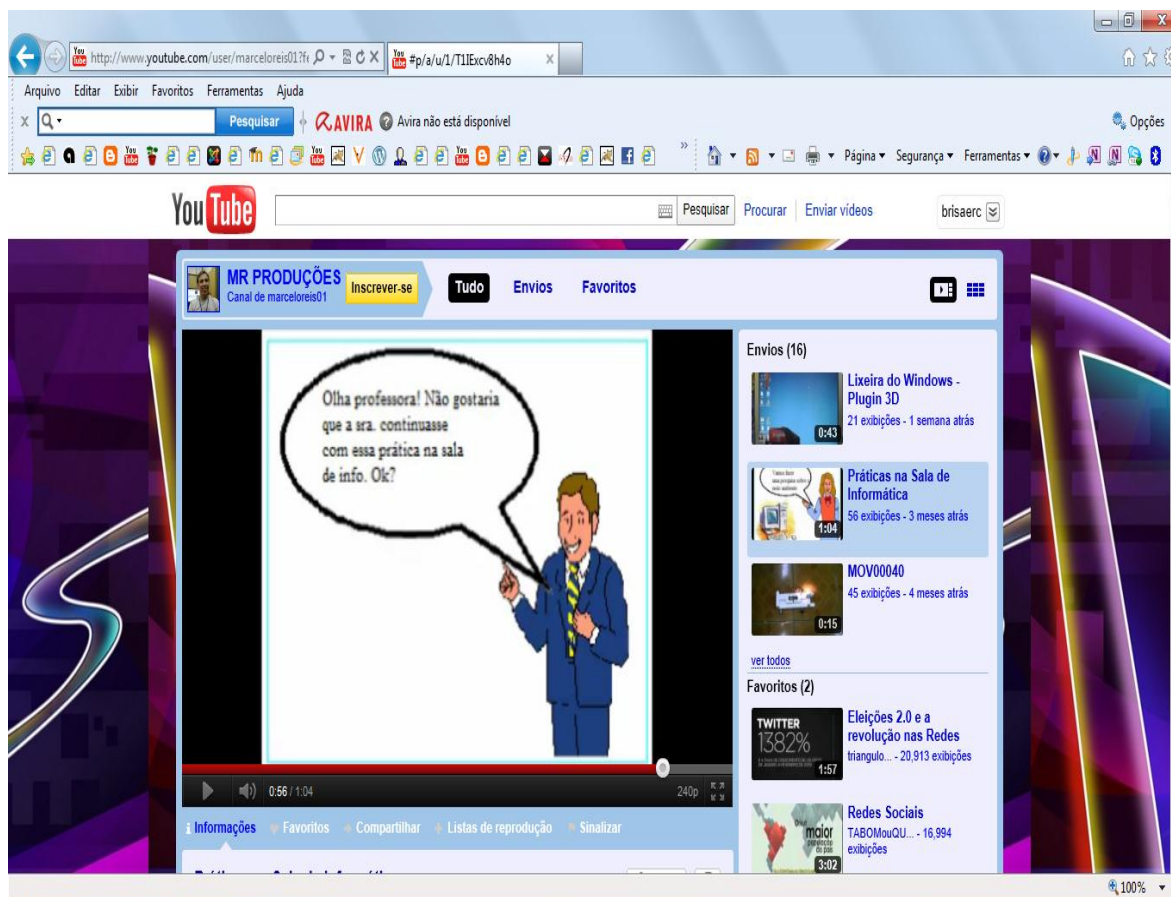 http://www.youtube.com/user/marceloreis01?fe
#p/a/u/1/T1IExcv8h4o
Arquivo Editar Exibir Favoritos Ferramentas Ajuda
Pesquisar AVIRA Avira não está disponível Opções
Página Segurança Ferramentas
You Tube Pesquisar Procurar Enviar vídeos brisaerc
MR PRODUÇÕES
Canal de marceloreis01
Inscrever-se Tudo Envios Favoritos
Olha professora! Não gostaria
que a sra. continuasse
com essa prática na sala
de info. Ok?
0:56 / 1:04 240p
Informações Favoritos Compartilhar Listas de reprodução Sinalizar
Envios (16)
Lixeira do Windows -
Plugin 3D
21 exibições - 1 semana atrás
0:43
Práticas na Sala de
Informática
56 exibições - 3 meses atrás
1:04
MOV00040
45 exibições - 4 meses atrás
0:15
ver todos
Favoritos (2)
TWITTER
1382%
1:57
Eleições 2.0 e a
revolução nas Redes
triangulo... - 20,913 exibições
maior
3:02
Redes Sociais
TABOMouQU... - 16,994
exibições
100%